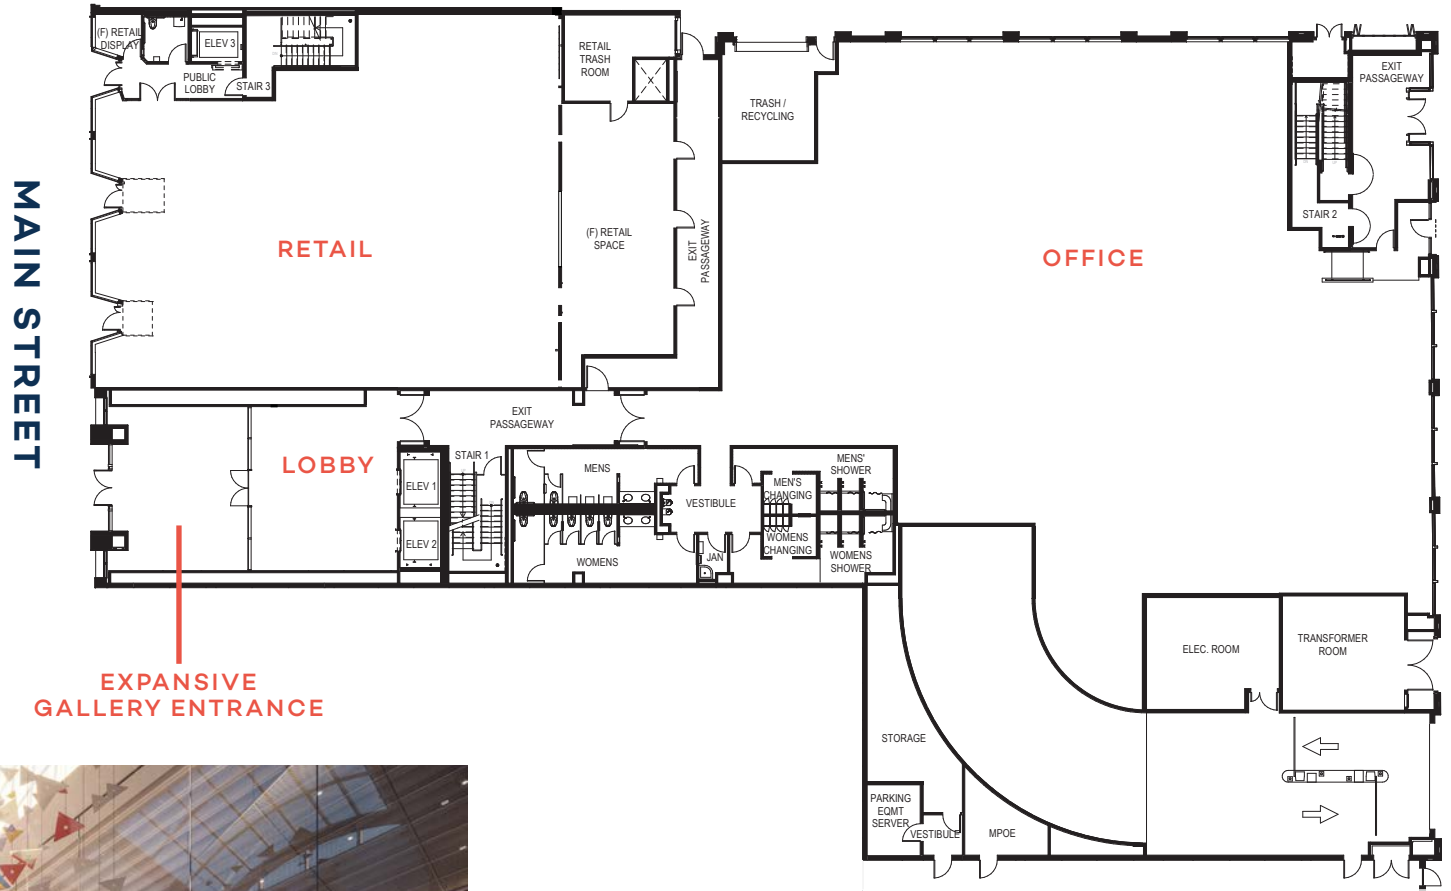 (F) RETAIL
DISPLAY
ELEV 3
PUBLIC
LOBBY
STAIR 3
RETAIL
TRASH
ROOM
X
TRASH /
RECYCLING
EXIT
PASSAGEWAY
STAIR 2
MAIN STREET
RETAIL
(F) RETAIL
SPACE
EXIT
PASSAGEWAY
OFFICE
EXIT
PASSAGEWAY
LOBBY
STAIR 1
ELEV 1
ELEV 2
MENS
WOMENS
VESTIBULE
JAN
MEN'S
CHANGING
WOMENS
CHANGING
MENS'
SHOWER
WOMENS
SHOWER
EXPANSIVE
GALLERY ENTRANCE
ELEC. ROOM
TRANSFORMER
ROOM
STORAGE
PARKING
EQMT
SERVER
VESTIBULE
MPOE